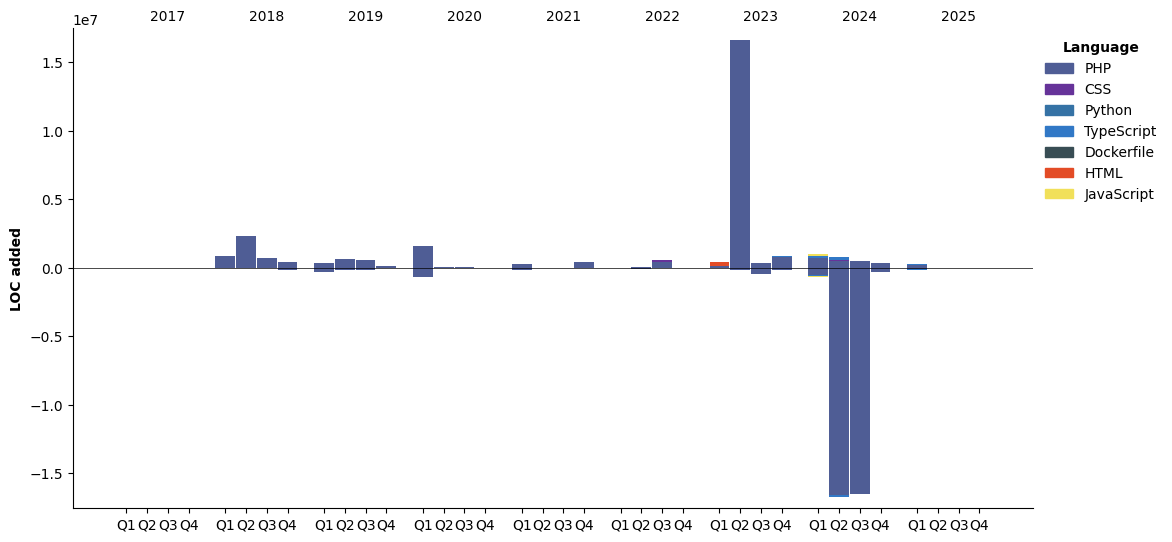 2017 2018 2019 2020 2021 2022 2023 2024 2025
1e7
Language
PHP
CSS
Python
TypeScript
Dockerfile
HTML
JavaScript
LOC added
1.5
1.0
0.5
0.0
−0.5
−1.0
−1.5
Q1 Q2 Q3 Q4 Q1 Q2 Q3 Q4 Q1 Q2 Q3 Q4 Q1 Q2 Q3 Q4 Q1 Q2 Q3 Q4 Q1 Q2 Q3 Q4 Q1 Q2 Q3 Q4 Q1 Q2 Q3 Q4 Q1 Q2 Q3 Q4